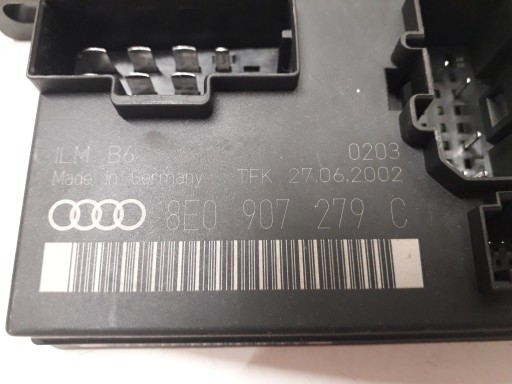 ILM B6 0203
Made in Germany TFK 27.06.2002
8E0 907 279 C